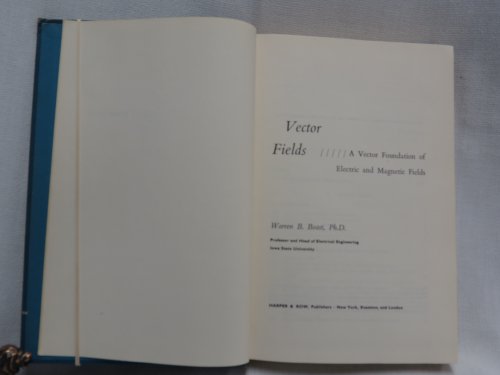 Vector
Fields ///// A Vector Foundation of
Electric and Magnetic Fields
Warren B. Boast, Ph.D.
Professor and Head of Electrical Engineering
Iowa State University
HARPER & ROW, Publishers · New York, Evanston, and London